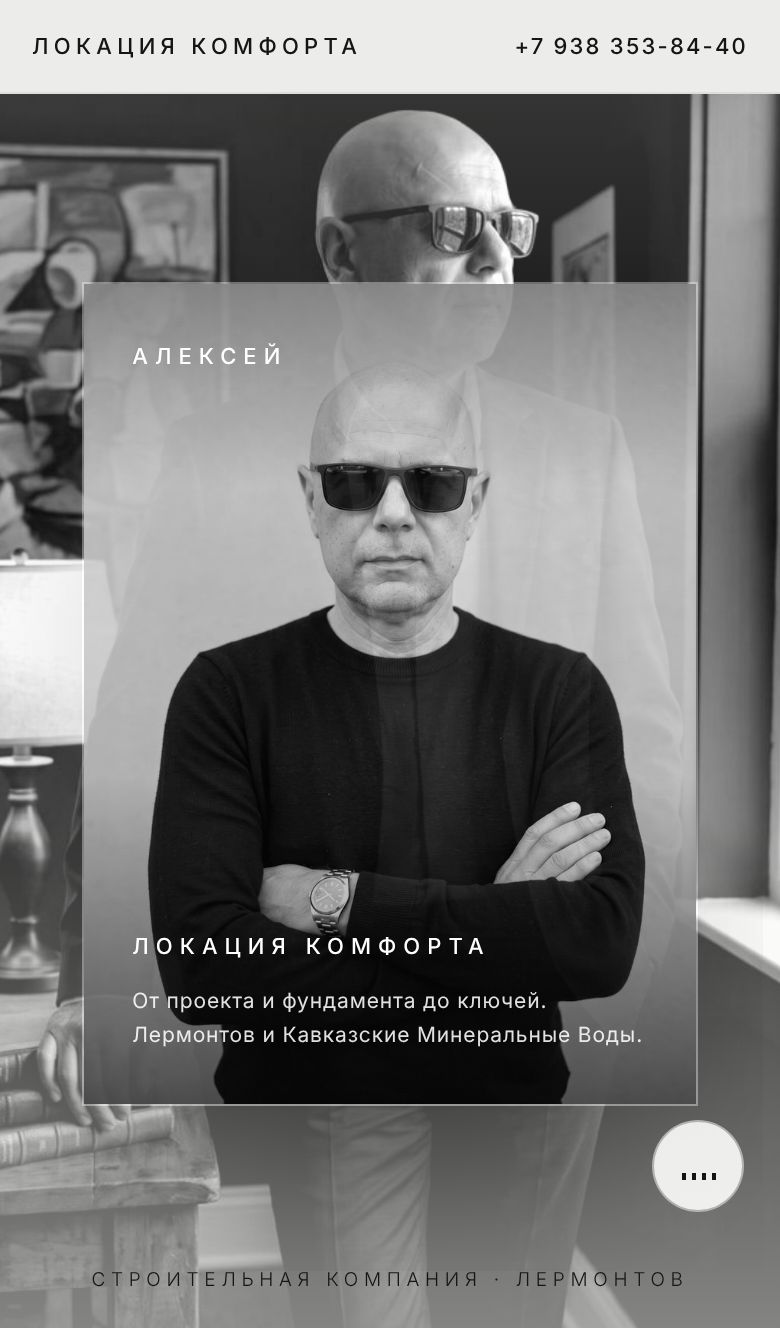 ЛОКАЦИЯ КОМФОРТА
+7 938 353-84-40
АЛЕКСЕЙ
ЛОКАЦИЯ КОМФОРТА
От проекта и фундамента до ключей.
Лермонтов и Кавказские Минеральные Воды.
СТРОИТЕЛЬНАЯ КОМПАНИЯ · ЛЕРМОНТОВ